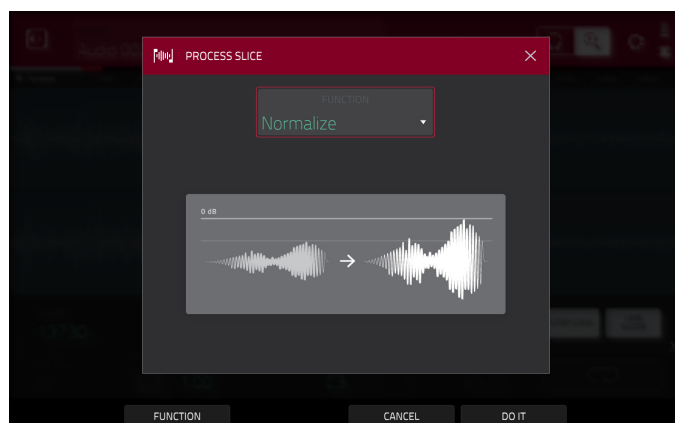 PROCESS SLICE
FUNCTION
Normalize
0 dB
FUNCTION
CANCEL
DO IT